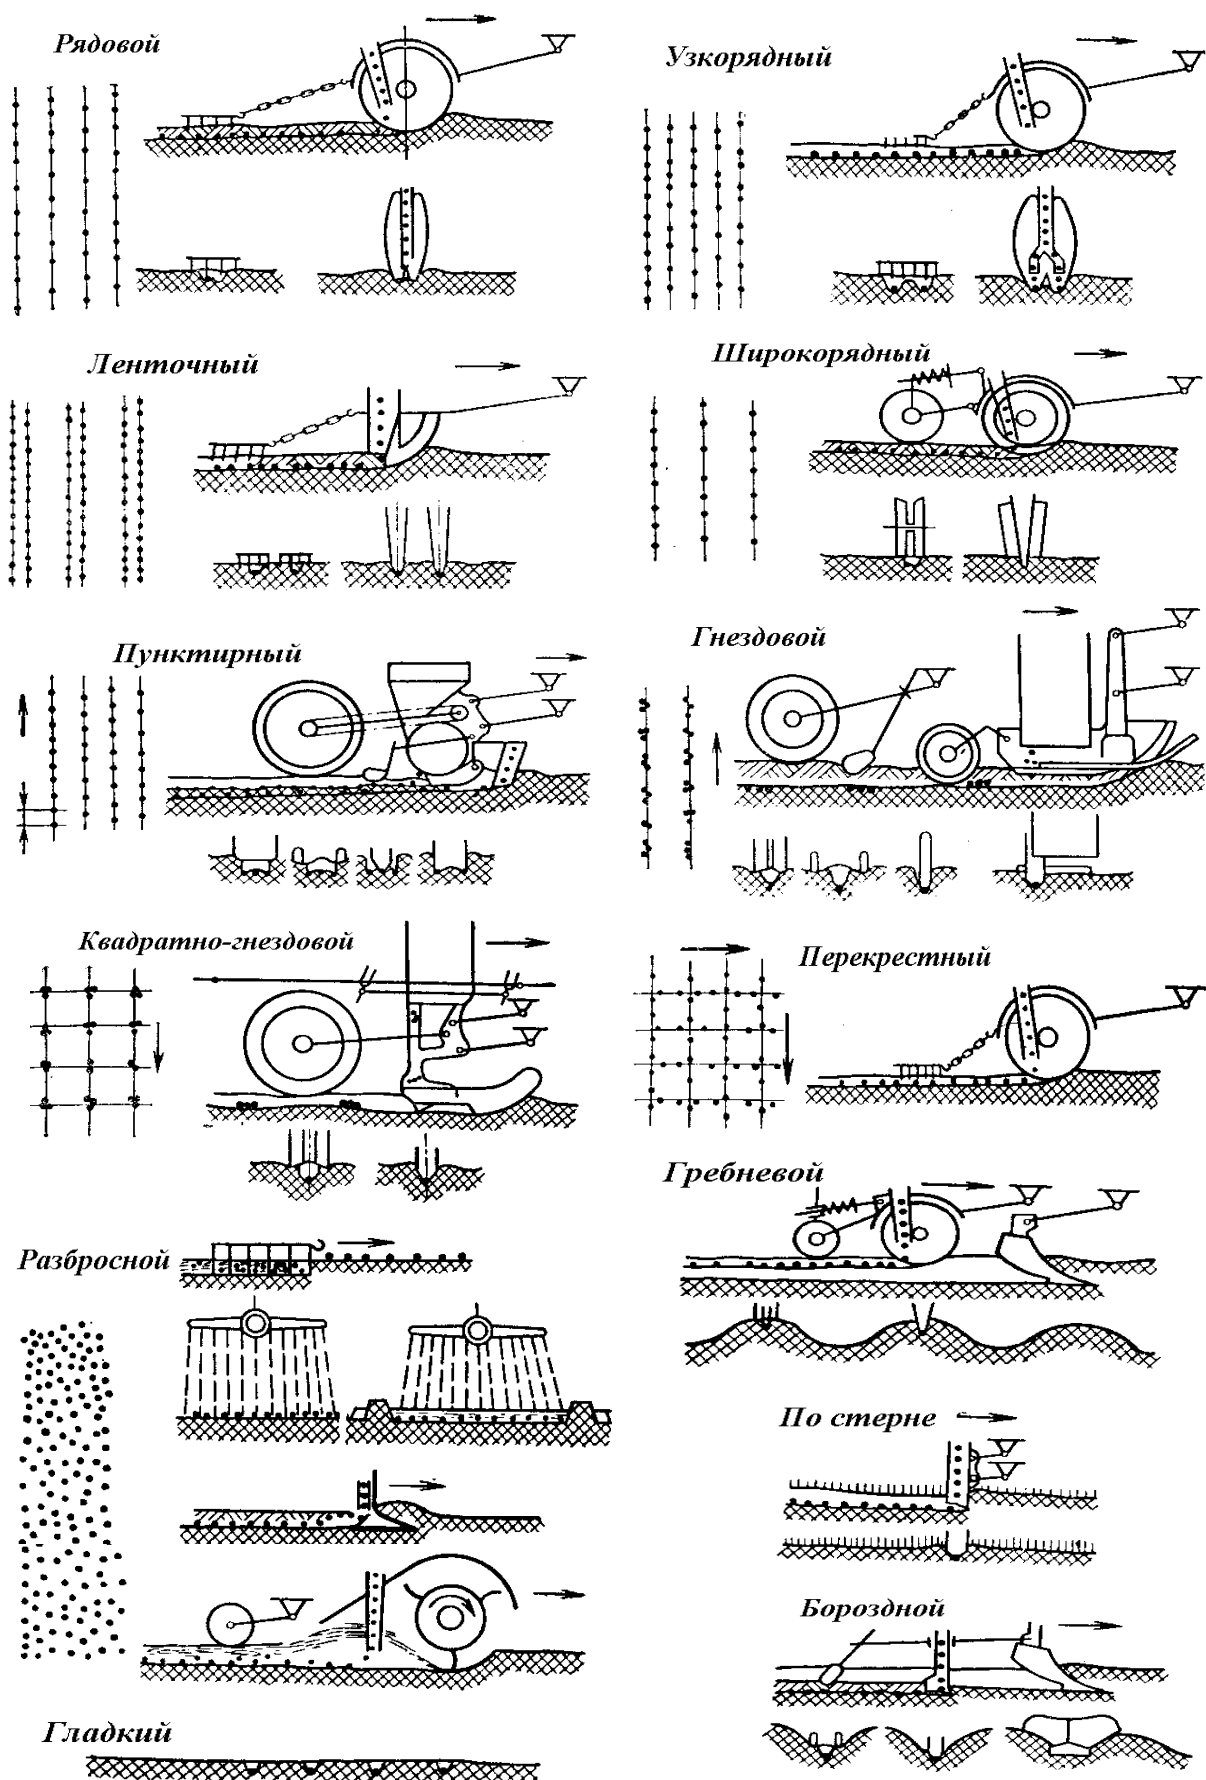 Рядовой
Узкорядный
Ленточный
Широкорядный
Пунктирный
Гнездовой
Квадратно-гнездовой
Перекрестный
Гребневой
Разбросной
По стерне
Бороздной
Гладкий